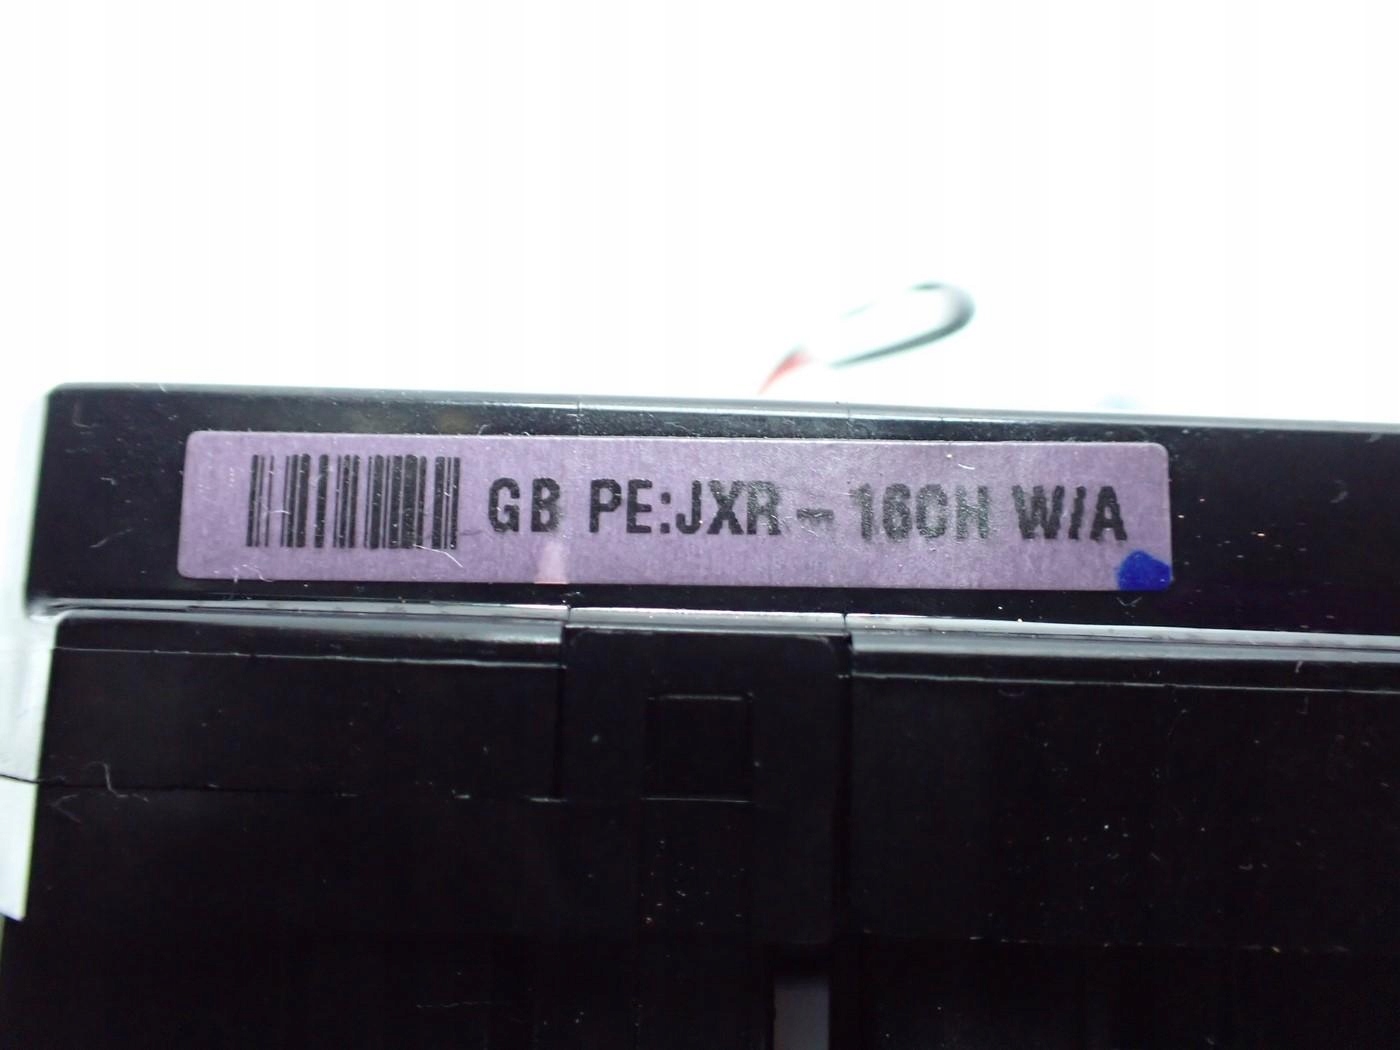 GB PE:JXR - 16CH W/A